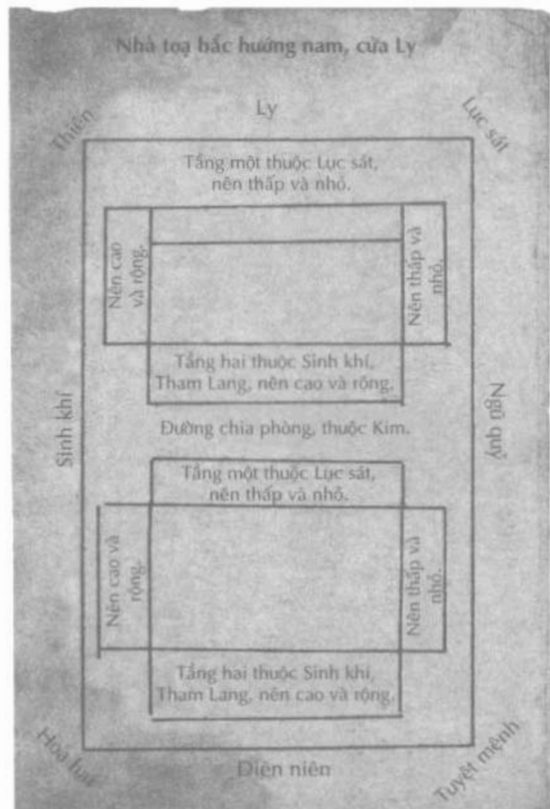 Nhà toạ bắc hướng nam, cửa Ly
Thiên
Ly
Lục sát
Tầng một thuộc Lục sát,
nên thấp và nhỏ.
Nên cao
và rộng.
Nên thấp và
nhỏ.
Tầng hai thuộc Sinh khí,
Tham Lang, nên cao và rộng.
Sinh khí
Ngũ quỷ
Đường chia phòng, thuộc Kim.
Tầng một thuộc Lục sát,
nên thấp và nhỏ.
Nên cao và
rộng.
Nên thấp và
nhỏ.
Tầng hai thuộc Sinh khí,
Tham Lang, nên cao và rộng.
Hoạ hại
Diên niên
Tuyệt mệnh